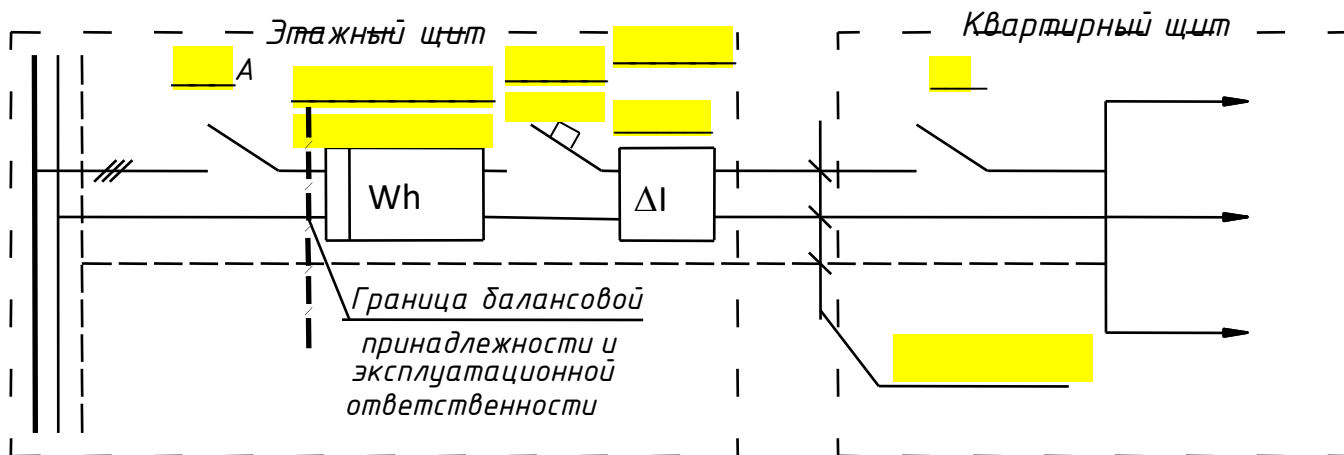 Этажный щит
Квартирный щит
А
Wh
ΔI
Граница балансовой
принадлежности и
эксплуатационной
ответственности